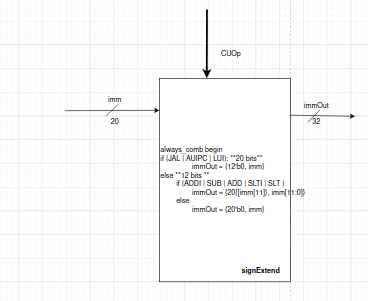 CUOp
imm
20
immOut
32
always_comb begin
if (JAL | AUIPC | LUI): **20 bits**
immOut = {12'b0, imm}
else **12 bits **
if (ADDI | SUB | ADD | SLTI | SLT )
immOut = {20{[imm[11]}, imm[11:0]}
else
immOut = {20'b0, imm}
signExtend